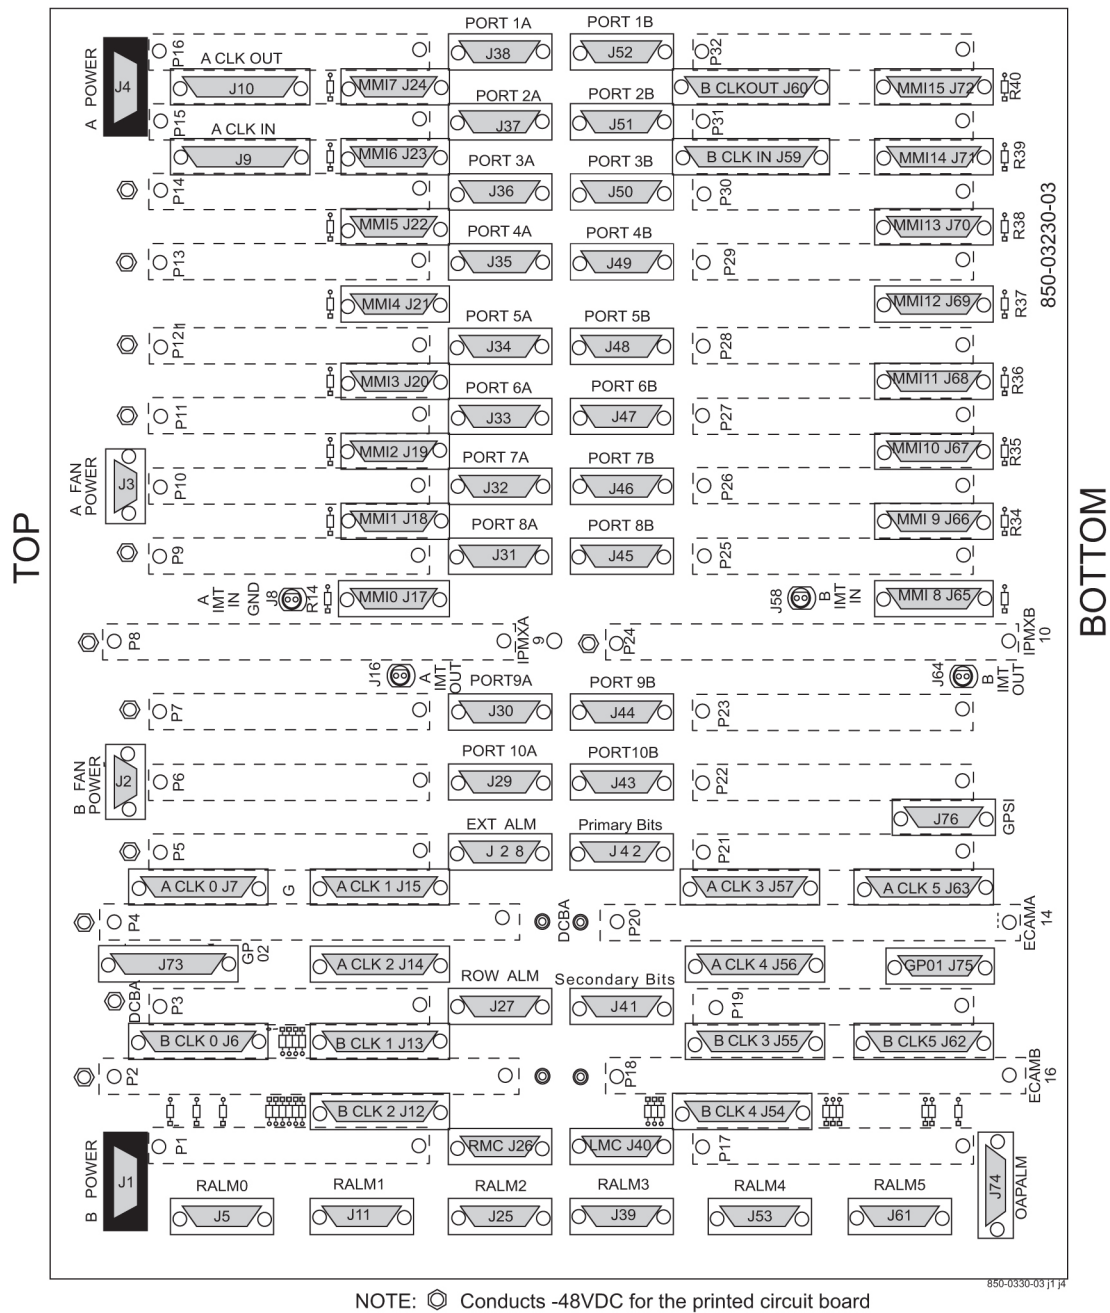 PORT 1A
PORT 1B
A POWER
J4
P16
J38
J52
P32
A CLK OUT
J10
MMI7 J24
B CLKOUT J60
MMI15 J72
R40
PORT 2A
PORT 2B
P15
J37
J51
P31
A CLK IN
J9
MMI6 J23
B CLK IN J59
MMI14 J71
R39
PORT 3A
PORT 3B
P14
J36
J50
P30
MMI5 J22
MMI13 J70
R38
850-03230-03
PORT 4A
PORT 4B
P13
J35
J49
P29
MMI4 J21
MMI12 J69
R37
PORT 5A
PORT 5B
P121
J34
J48
P28
MMI3 J20
MMI11 J68
R36
PORT 6A
PORT 6B
P11
J33
J47
P27
MMI2 J19
MMI10 J67
R35
PORT 7A
PORT 7B
A FAN
POWER
J3
P10
J32
J46
P26
MMI1 J18
MMI 9 J66
R34
PORT 8A
PORT 8B
P9
J31
J45
P25
TOP
BOTTOM
A
IMT
IN
GND
J8
R14
MMI0 J17
J58
B
IMT
IN
MMI 8 J65
P8
IPMXA
9
P24
IPMXB
10
J16
A
IMT
OUT
J64
B
IMT
OUT
PORT9A
PORT 9B
P7
J30
J44
P23
PORT 10A
PORT10B
B FAN
POWER
J2
P6
J29
J43
P22
J76
GPSI
EXT ALM
Primary Bits
P5
J 2 8
J 4 2
P21
A CLK 0 J7
G
A CLK 1 J15
A CLK 3 J57
A CLK 5 J63
P4
DCBA
P20
ECAMA
14
J73
GP
02
A CLK 2 J14
A CLK 4 J56
GP01 J75
ROW ALM
Secondary Bits
DCBA
P3
J27
J41
P19
B CLK 0 J6
B CLK 1 J13
B CLK 3 J55
B CLK5 J62
P2
P18
ECAMB
16
B CLK 2 J12
B CLK 4 J54
B POWER
J1
P1
RMC J26
LMC J40
P17
J74
OAPALM
RALM0
RALM1
RALM2
RALM3
RALM4
RALM5
J5
J11
J25
J39
J53
J61
850-0330-03 j1 j4
NOTE: Conducts -48VDC for the printed circuit board